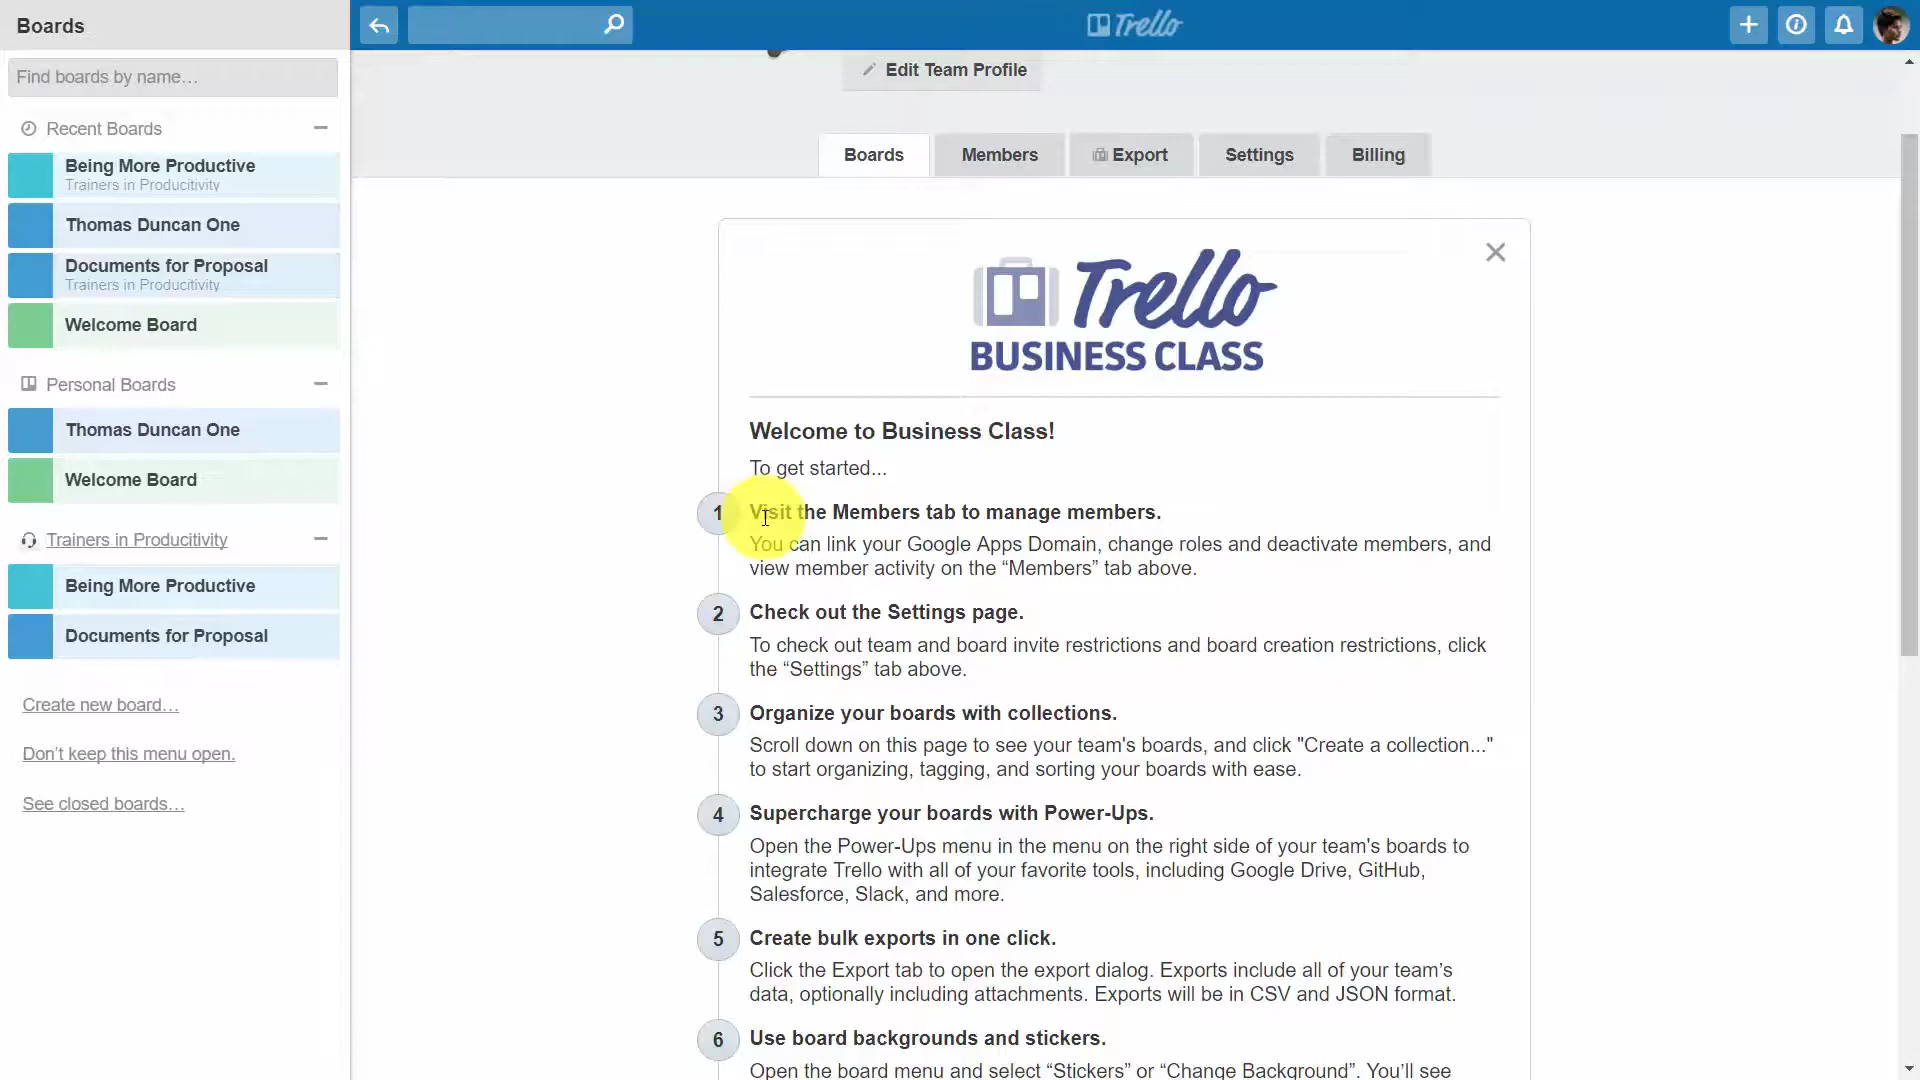 Boards
Trello
Find boards by name…
Edit Team Profile
Recent Boards
Boards
Members
Export
Settings
Billing
Being More Productive
Trainers in Producitivity
Thomas Duncan One
Documents for Proposal
Trainers in Producitivity
Welcome Board
Personal Boards
Thomas Duncan One
Welcome Board
Trainers in Producitivity
Being More Productive
Documents for Proposal
Create new board…
Don’t keep this menu open.
See closed boards…
Trello
BUSINESS CLASS
Welcome to Business Class!
To get started...
1 Visit the Members tab to manage members.
You can link your Google Apps Domain, change roles and deactivate members, and
view member activity on the “Members” tab above.
2 Check out the Settings page.
To check out team and board invite restrictions and board creation restrictions, click
the “Settings” tab above.
3 Organize your boards with collections.
Scroll down on this page to see your team's boards, and click "Create a collection..."
to start organizing, tagging, and sorting your boards with ease.
4 Supercharge your boards with Power-Ups.
Open the Power-Ups menu in the menu on the right side of your team's boards to
integrate Trello with all of your favorite tools, including Google Drive, GitHub,
Salesforce, Slack, and more.
5 Create bulk exports in one click.
Click the Export tab to open the export dialog. Exports include all of your team’s
data, optionally including attachments. Exports will be in CSV and JSON format.
6 Use board backgrounds and stickers.
Open the board menu and select “Stickers” or “Change Background”. You’ll see